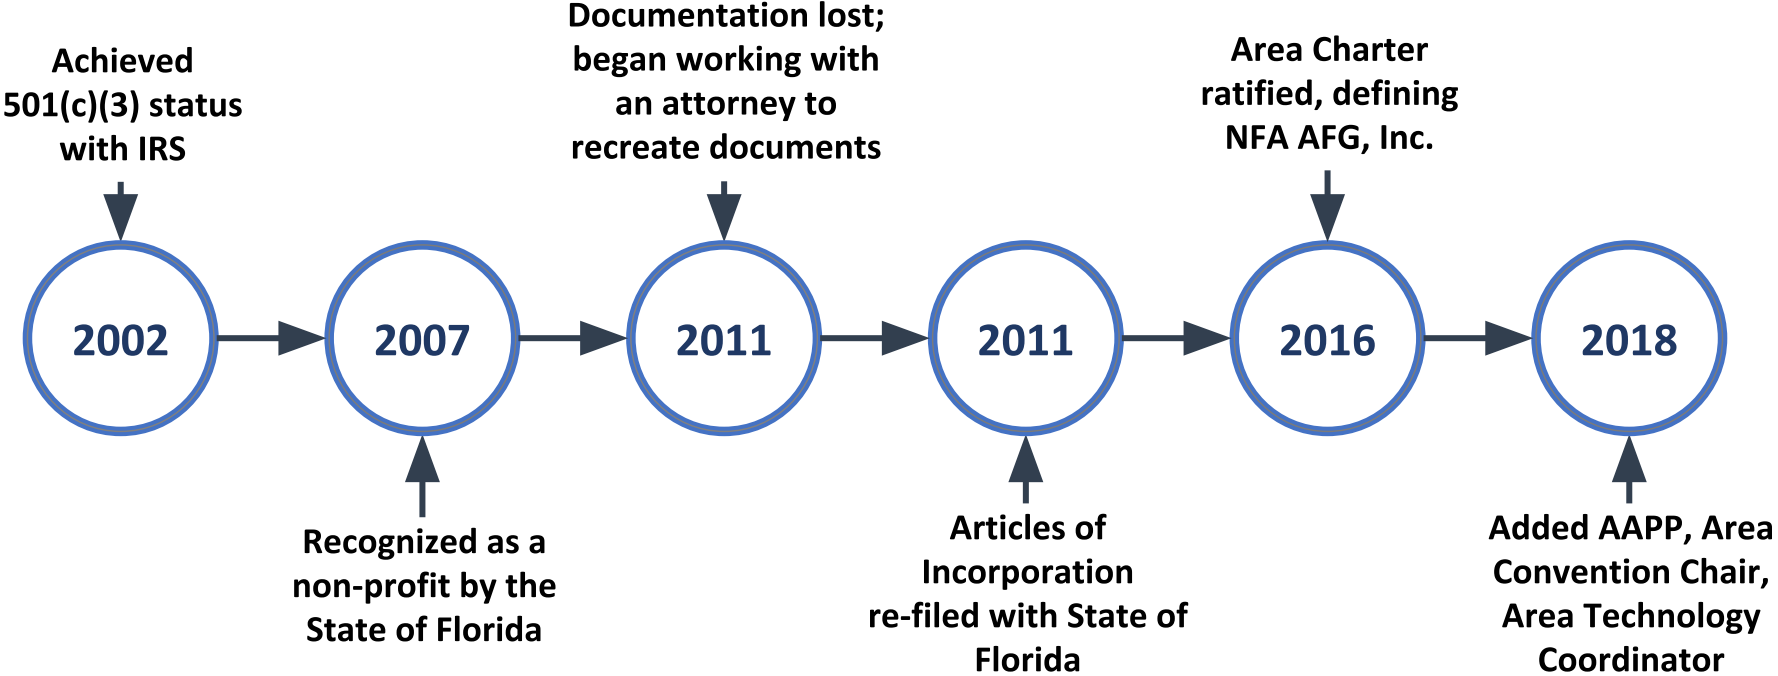 Achieved
501(c)(3) status
with IRS
Documentation lost;
began working with
an attorney to
recreate documents
Area Charter
ratified, defining
NFA AFG, Inc.
2002
2007
2011
2011
2016
2018
Recognized as a
non-profit by the
State of Florida
Articles of
Incorporation
re-filed with State of
Florida
Added AAPP, Area
Convention Chair,
Area Technology
Coordinator